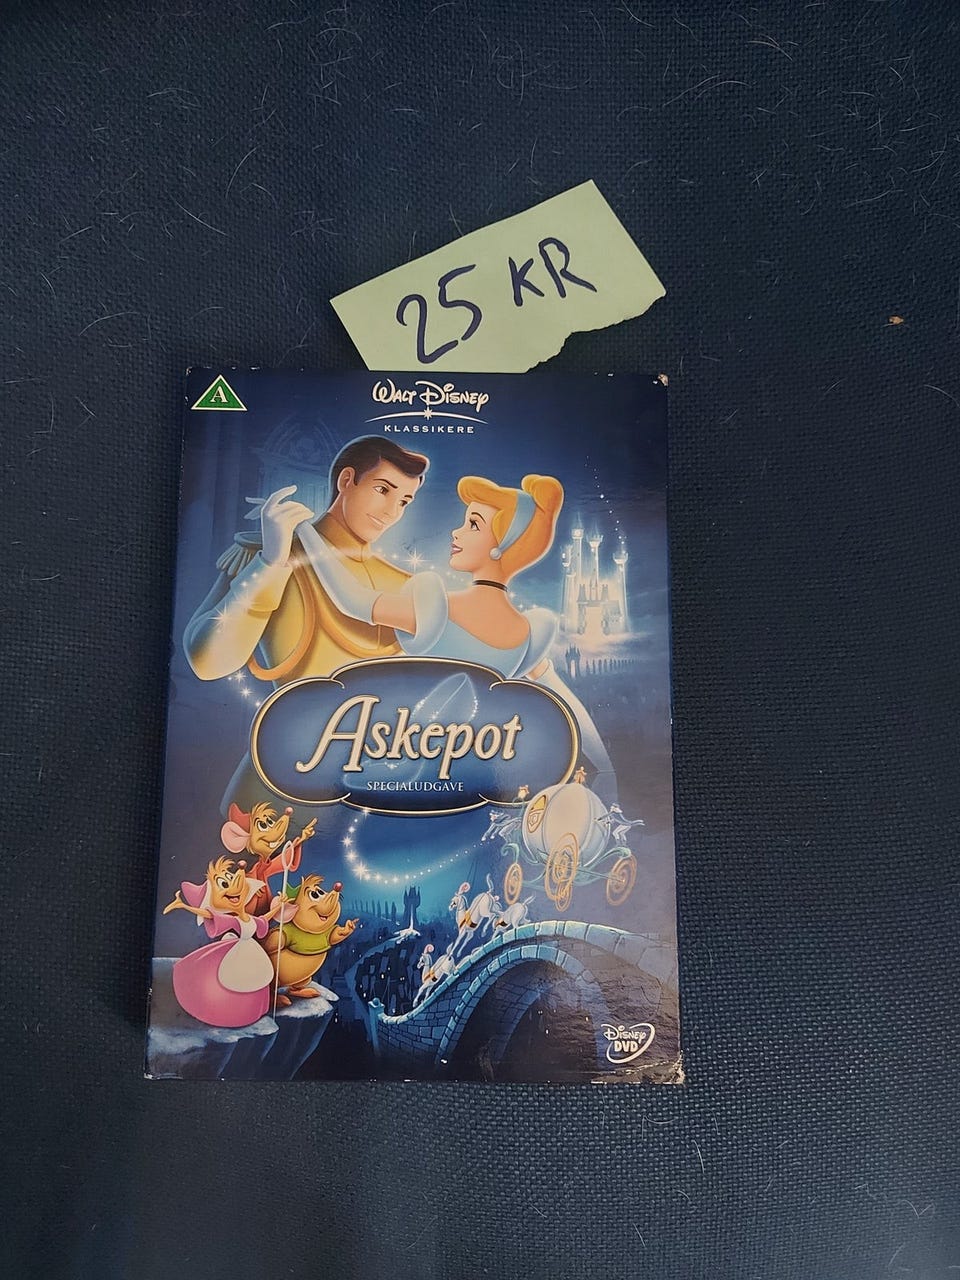 25 KR
A
WALT DISNEY
KLASSIKERE
Askepot
SPECIALUDGAVE
DISNEY
DVD